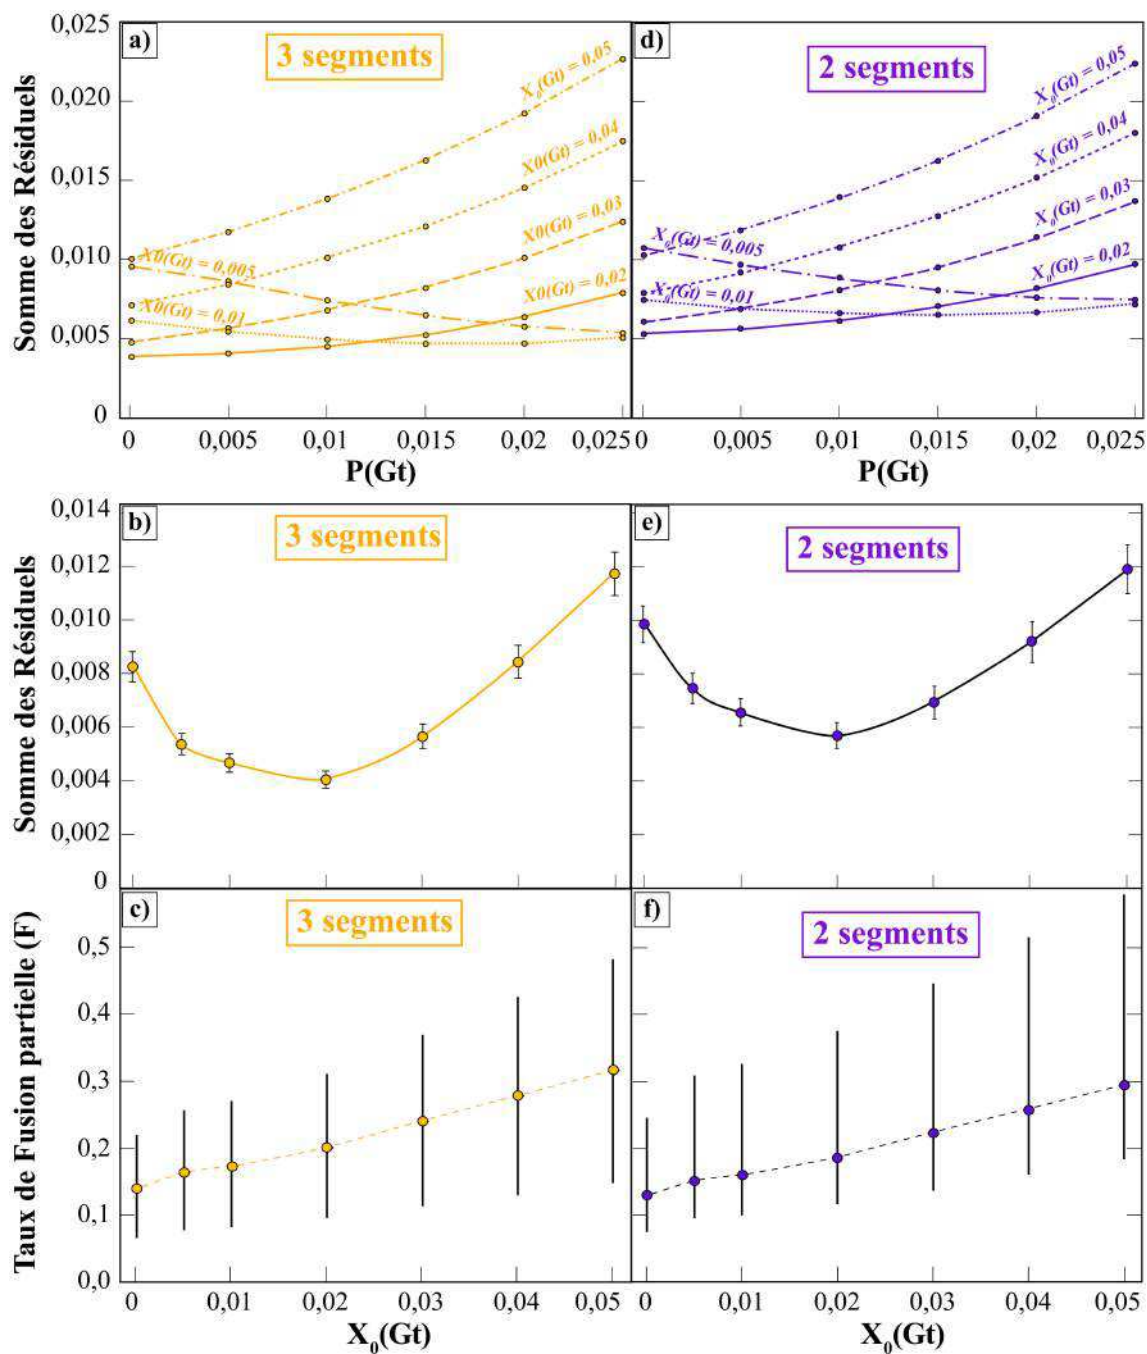 Somme des Résiduels
0,025
0,020
0,015
0,010
0,005
0
a)
3 segments
X₀(Gt) = 0,05
X0(Gt) = 0,04
X0(Gt) = 0,03
X0(Gt) = 0,02
X0(Gt) = 0,005
X0(Gt) = 0,01
0 0,005 0,01 0,015 0,02 0,025
P(Gt)
d)
2 segments
X₀(Gt) = 0,05
X₀(Gt) = 0,04
X₀(Gt) = 0,03
X₀(Gt) = 0,02
X₀(Gt) = 0,005
X₀(Gt) = 0,01
0 0,005 0,01 0,015 0,02 0,025
P(Gt)
Somme des Résiduels
0,014
0,012
0,010
0,008
0,006
0,004
0,002
0
b)
3 segments
e)
2 segments
Taux de Fusion partielle (F)
0,5
0,4
0,3
0,2
0,1
0,0
c)
3 segments
0 0,01 0,02 0,03 0,04 0,05
X₀(Gt)
f)
2 segments
0 0,01 0,02 0,03 0,04 0,05
X₀(Gt)